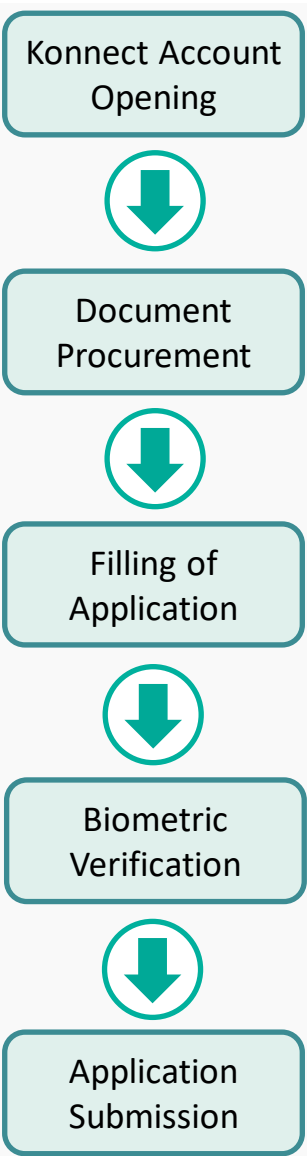 Konnect Account
Opening
Document
Procurement
Filling of
Application
Biometric
Verification
Application
Submission